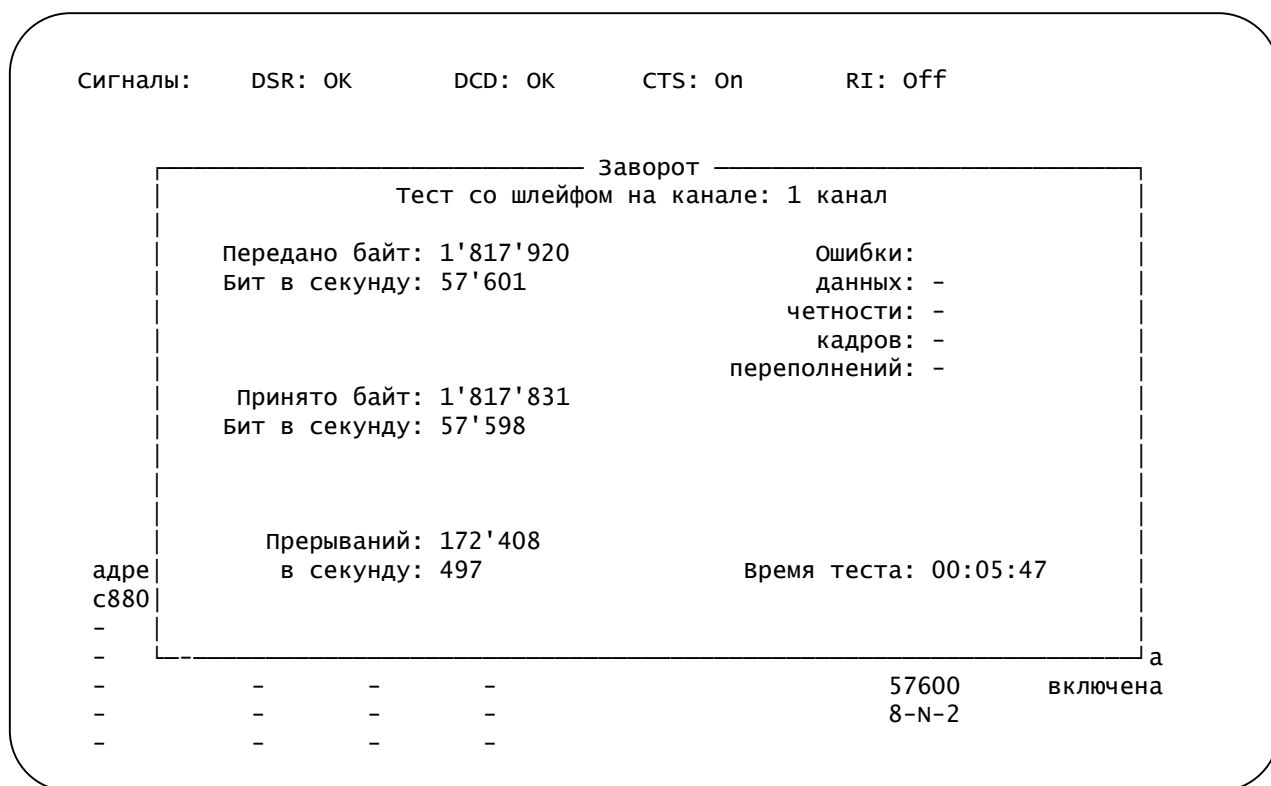 Сигналы: DSR: OK DCD: OK CTS: On RI: Off
Заворот
Тест со шлейфом на канале: 1 канал
Передано байт: 1'817'920 Ошибки:
Бит в секунду: 57'601 данных: -
четности: -
кадров: -
переполнений: -
Принято байт: 1'817'831
Бит в секунду: 57'598
Прерываний: 172'408
адре в секунду: 497 Время теста: 00:05:47
с880
-
- - а
- - - - 57600 включена
- - - - 8-N-2
- - - -